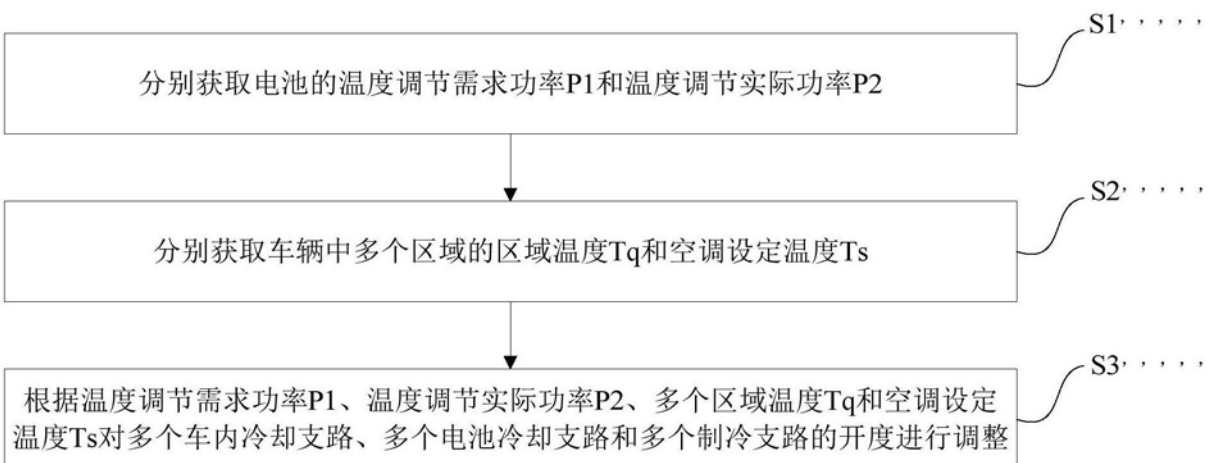 S1’’’’’
分别获取电池的温度调节需求功率P1和温度调节实际功率P2
S2’’’’’
分别获取车辆中多个区域的区域温度Tq和空调设定温度Ts
S3’’’’’
根据温度调节需求功率P1、温度调节实际功率P2、多个区域温度Tq和空调设定
温度Ts对多个车内冷却支路、多个电池冷却支路和多个制冷支路的开度进行调整